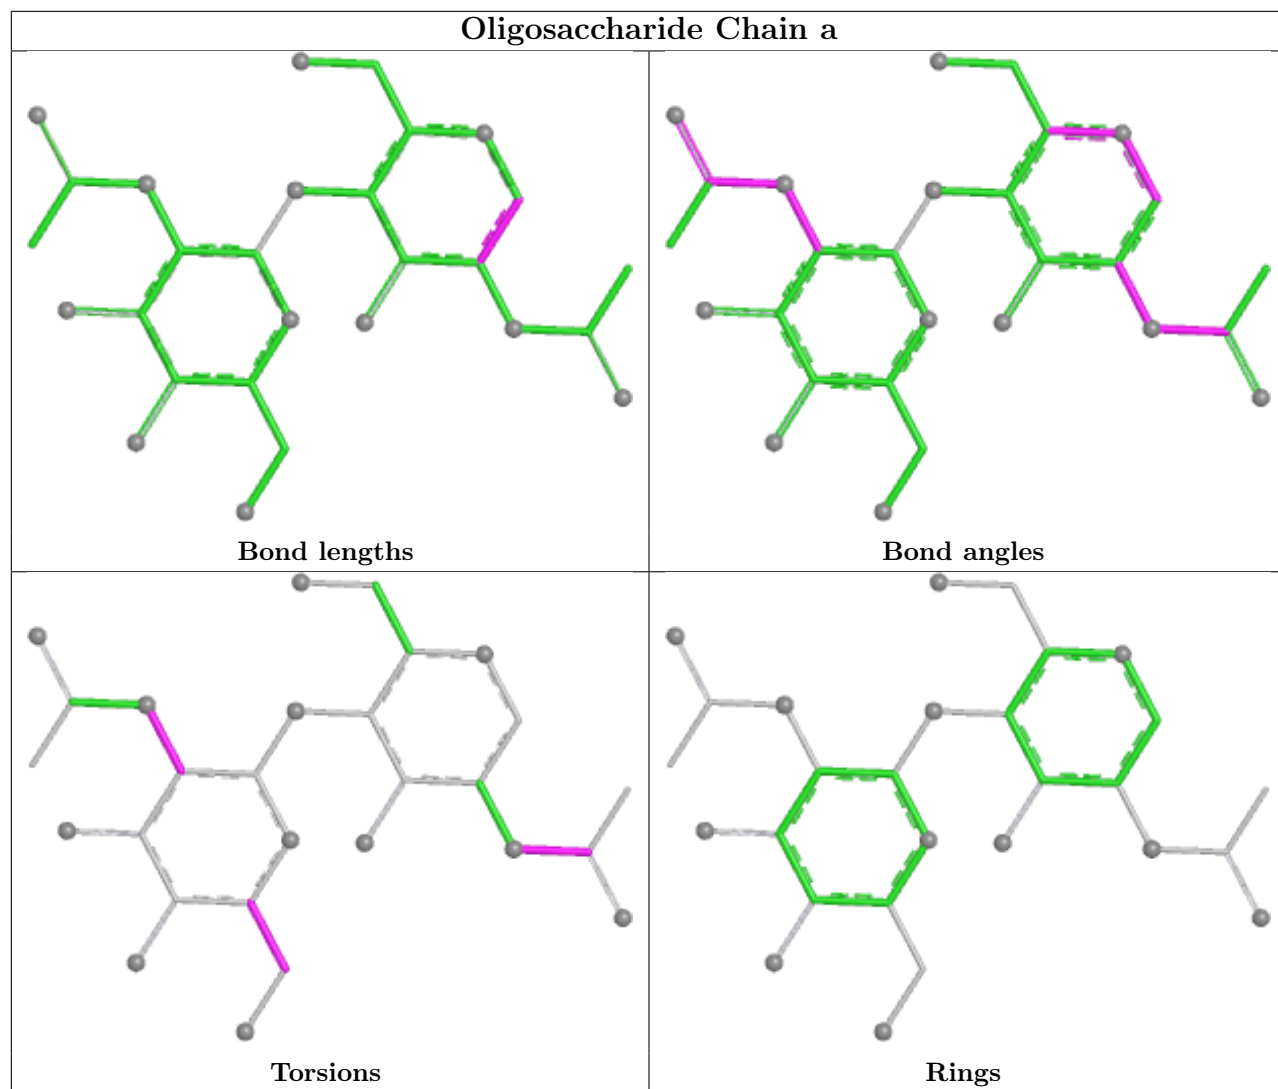 Oligosaccharide Chain a
Bond lengths
Bond angles
Torsions
Rings